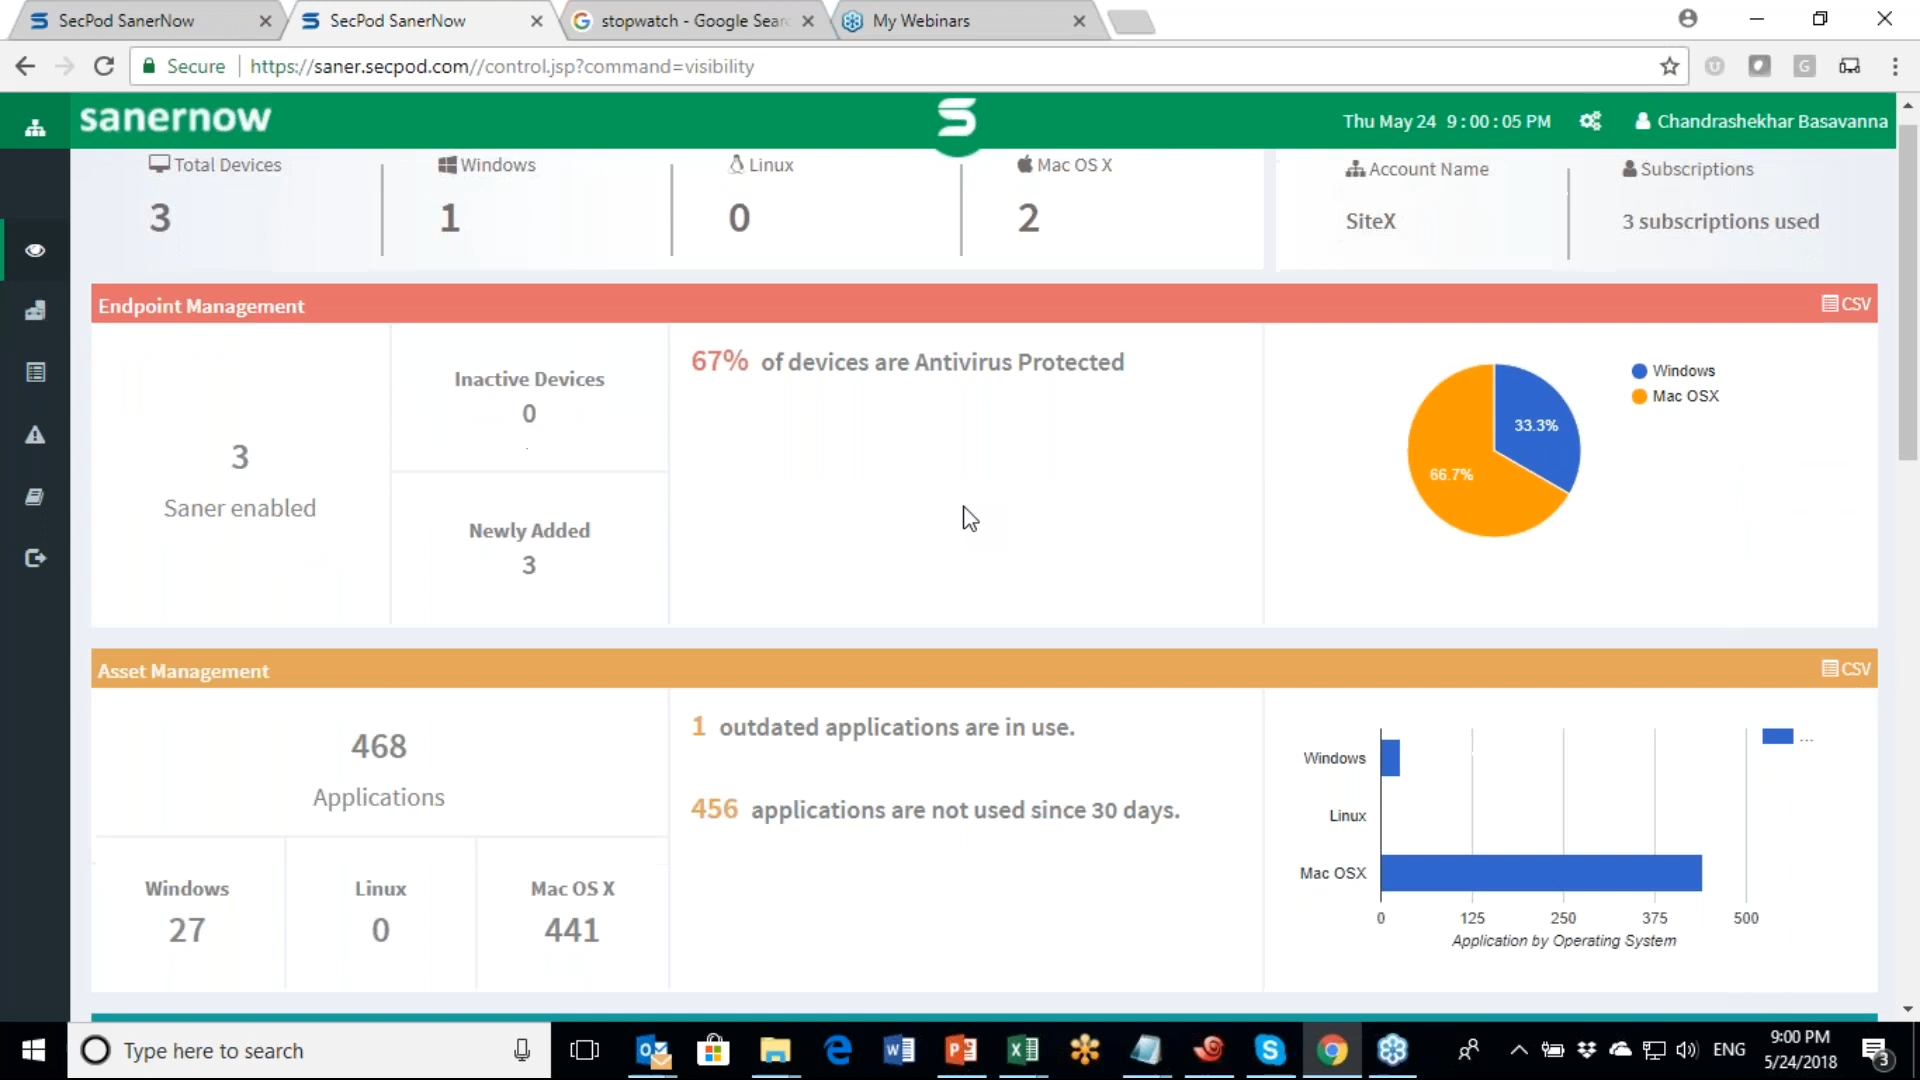 SecPod SanerNow
SecPod SanerNow
stopwatch - Google Sear
My Webinars
Secure
https://saner.secpod.com//control.jsp?command=visibility
sanernow
Thu May 24 9:00:05 PM
Chandrashekhar Basavanna
Total Devices
3
Windows
1
Linux
0
Mac OS X
2
Account Name
SiteX
Subscriptions
3 subscriptions used
Endpoint Management
CSV
3
Saner enabled
Inactive Devices
0
Newly Added
3
67% of devices are Antivirus Protected
33.3%
66.7%
Windows
Mac OSX
Asset Management
CSV
468
Applications
Windows
27
Linux
0
Mac OS X
441
1 outdated applications are in use.
456 applications are not used since 30 days.
Windows
Linux
Mac OSX
0 125 250 375 500
Application by Operating System
...
Type here to search
ENG
9:00 PM
5/24/2018
3